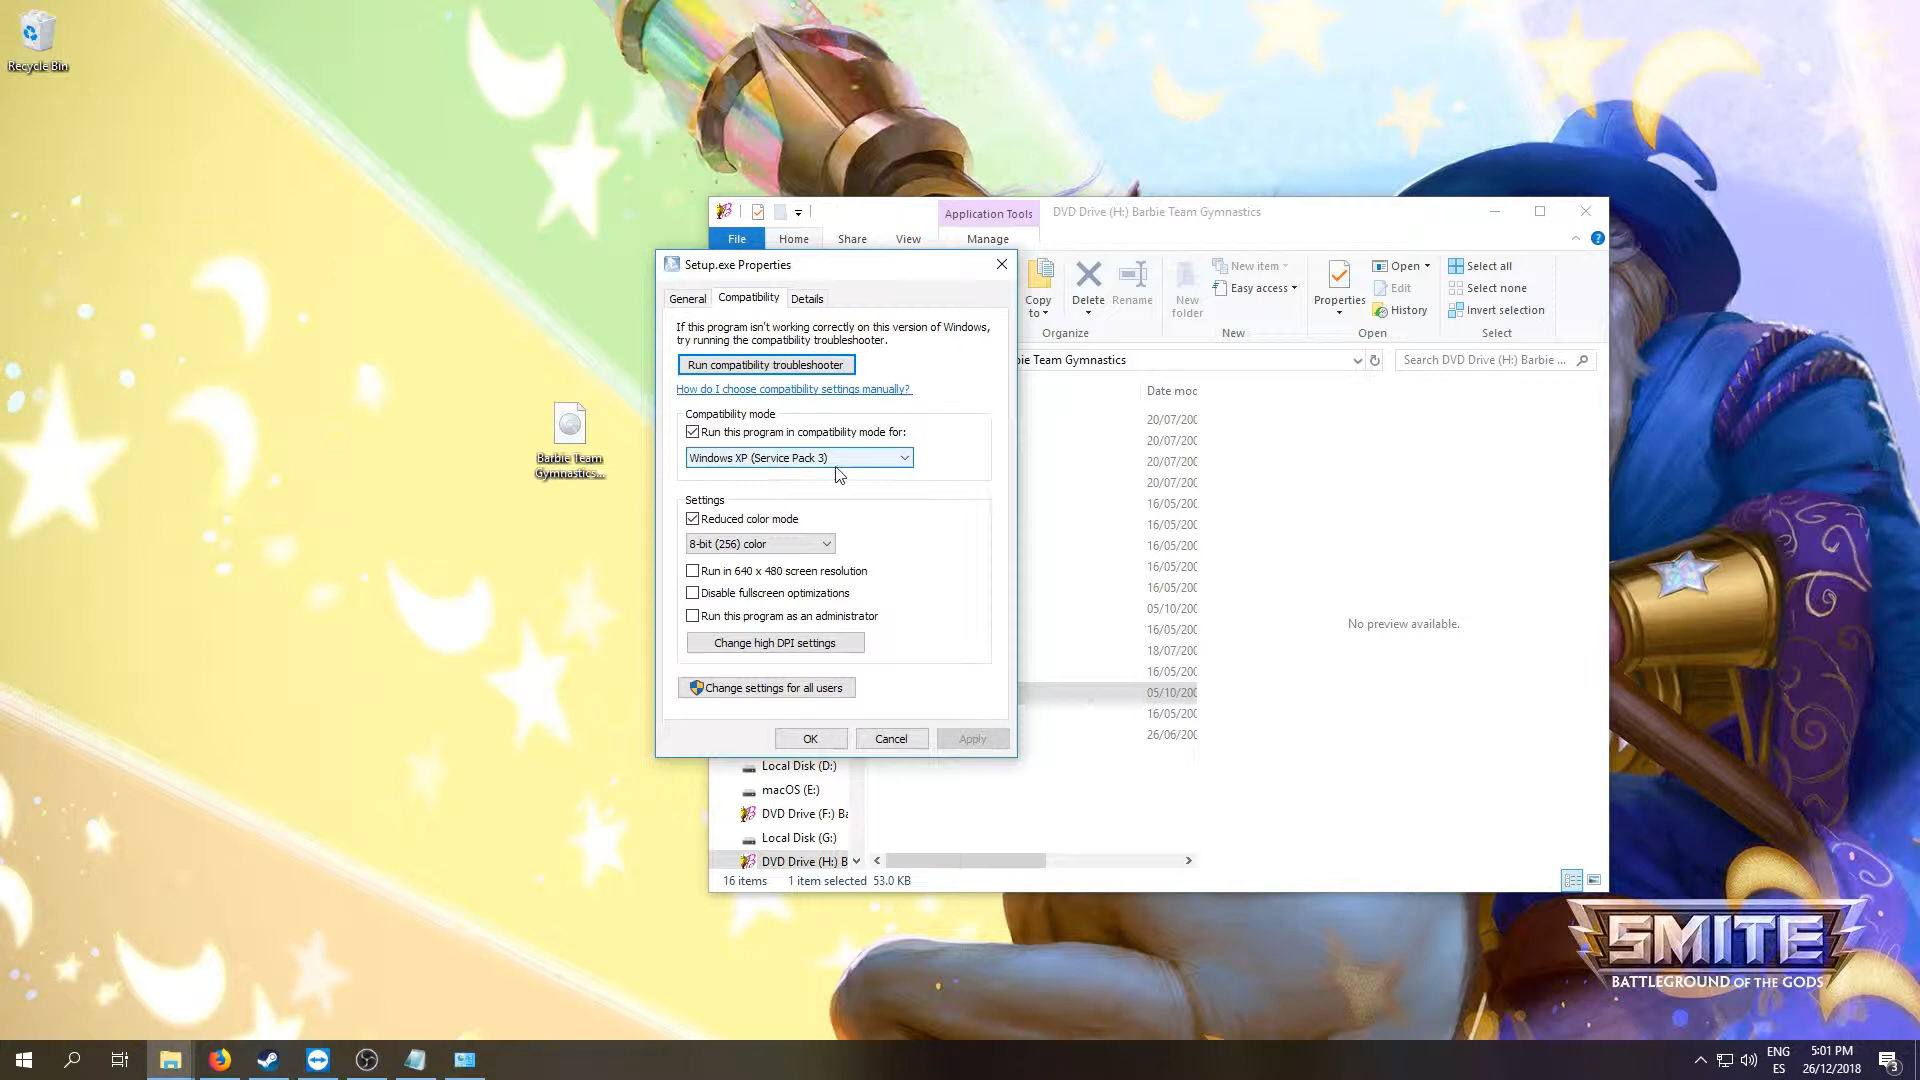 Recycle Bin
Barbie Team
Gymnastics...
Application Tools
DVD Drive (H:) Barbie Team Gymnastics
File
Home
Share
View
Manage
Setup.exe Properties
General
Compatibility
Details
If this program isn't working correctly on this version of Windows,
try running the compatibility troubleshooter.
Run compatibility troubleshooter
How do I choose compatibility settings manually?
Compatibility mode
Run this program in compatibility mode for:
Windows XP (Service Pack 3)
Settings
Reduced color mode
8-bit (256) color
Run in 640 x 480 screen resolution
Disable fullscreen optimizations
Run this program as an administrator
Change high DPI settings
Change settings for all users
OK
Cancel
Apply
Copy
to
Delete
Rename
Organize
New
folder
New item
Easy access
New
Properties
Open
Edit
History
Open
Select all
Select none
Invert selection
Select
bie Team Gymnastics
Search DVD Drive (H:) Barbie ...
Date moc
20/07/200
20/07/200
20/07/200
20/07/200
16/05/200
16/05/200
16/05/200
16/05/200
16/05/200
05/10/200
16/05/200
18/07/200
16/05/200
05/10/200
16/05/200
26/06/200
No preview available.
Local Disk (D:)
macOS (E:)
DVD Drive (F:) Ba
Local Disk (G:)
DVD Drive (H:) B
16 items
1 item selected 53.0 KB
SMITE
BATTLEGROUND OF THE GODS
ENG
ES
5:01 PM
26/12/2018
3